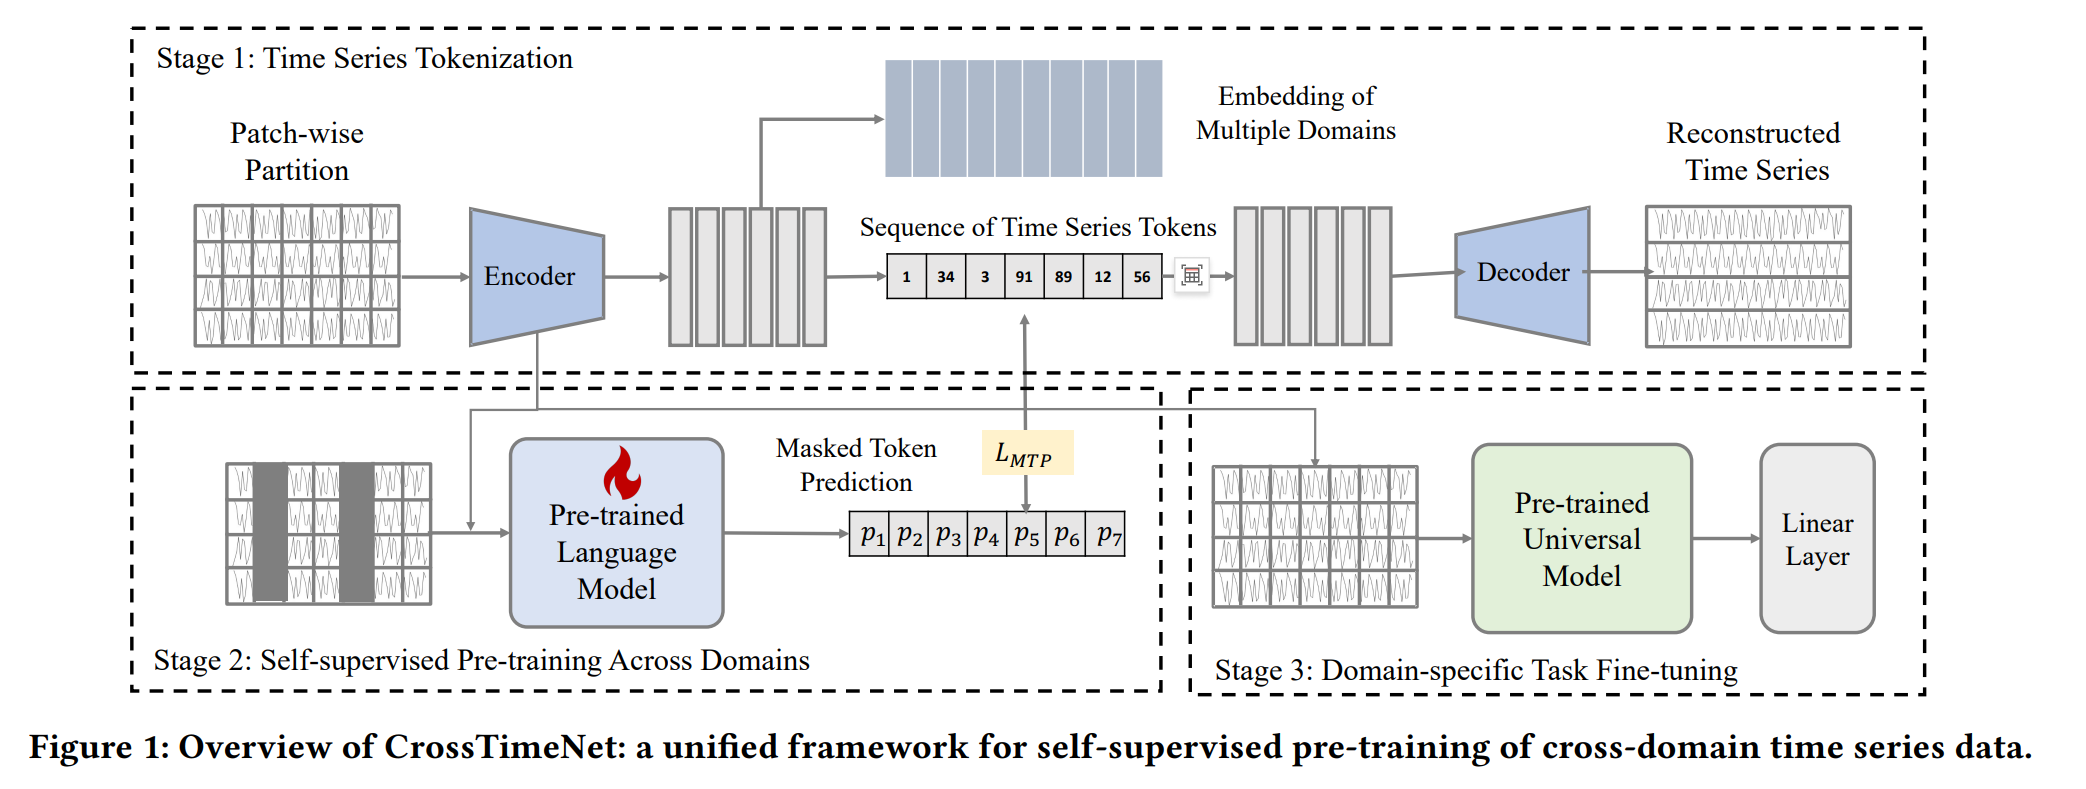 Stage 1: Time Series Tokenization
Patch-wise
Partition
Encoder
Embedding of
Multiple Domains
Sequence of Time Series Tokens
1 34 3 91 89 12 56
Decoder
Reconstructed
Time Series
Pre-trained
Language
Model
Masked Token
Prediction
L_MTP
p₁ p₂ p₃ p₄ p₅ p₆ p₇
Stage 2: Self-supervised Pre-training Across Domains
Pre-trained
Universal
Model
Linear
Layer
Stage 3: Domain-specific Task Fine-tuning
Figure 1: Overview of CrossTimeNet: a unified framework for self-supervised pre-training of cross-domain time series data.